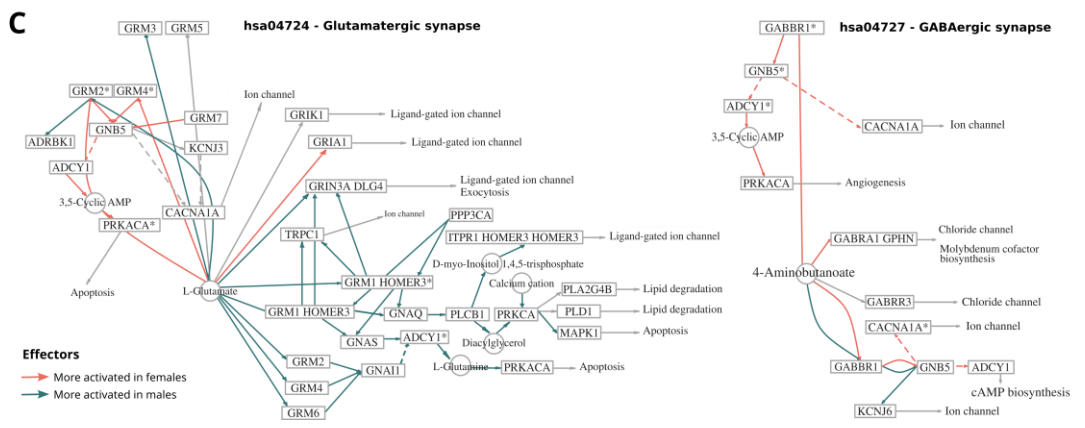 C
hsa04724 - Glutamatergic synapse
hsa04727 - GABAergic synapse
GRM3
GRM5
GRM2*
GRM4*
GNB5
GRM7
ADRBK1
KCNJ3
ADCY1
3,5-Cyclic AMP
PRKACA*
CACNA1A
Apoptosis
Ion channel
GRIK1
Ligand-gated ion channel
GRIA1
Ligand-gated ion channel
GRIN3A DLG4
Ligand-gated ion channel
Exocytosis
PPP3CA
Ion channel
TRPC1
ITPR1 HOMER3 HOMER3
Ligand-gated ion channel
D-myo-Inositol 1,4,5-trisphosphate
L-Glutamate
GRM1 HOMER3*
Calcium cation
PLA2G4B
Lipid degradation
GRM1 HOMER3
GNAQ
PLCB1
PRKCA
PLD1
Lipid degradation
MAPK1
Apoptosis
GNAS
ADCY1*
Diacylglycerol
GRM2
GNAI1
L-Glutamine
PRKACA
Apoptosis
GRM4
GRM6
Effectors
More activated in females
More activated in males
GABBR1*
GNB5*
ADCY1*
3,5-Cyclic AMP
CACNA1A
Ion channel
PRKACA
Angiogenesis
GABRA1 GPHN
Chloride channel
Molybdenum cofactor
biosynthesis
4-Aminobutanoate
GABRR3
Chloride channel
CACNA1A*
Ion channel
GABBR1
GNB5
ADCY1
cAMP biosynthesis
KCNJ6
Ion channel